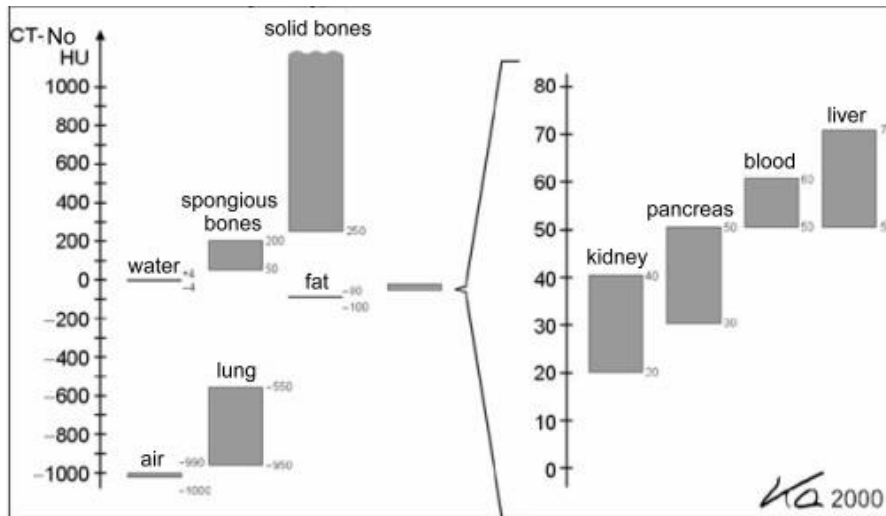 solid bones
CT-No
HU
1000
800
600
400
200
0
−200
−400
−600
−800
−1000
spongious
bones
200
50
250
water
+4
−4
fat
−90
−100
lung
−550
−950
air
−990
−1000
80
70
60
50
40
30
20
10
0
liver
blood
60
50
pancreas
50
30
kidney
40
20
2000